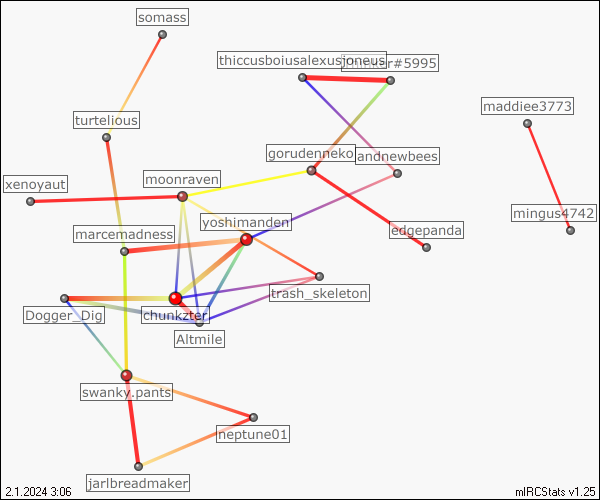 somass
thiccusboiusalexusjoneus
#5995
maddiee3773
turtelious
gorudenneko
andnewbees
moonraven
xenoyaut
mingus4742
yoshimanden
edgepanda
marcemadness
trash_skeleton
Dogger_Dig
chunkzter
Altmile
swanky.pants
neptune01
jarlbreadmaker
2.1.2024 3:06
mIRCStats v1.25